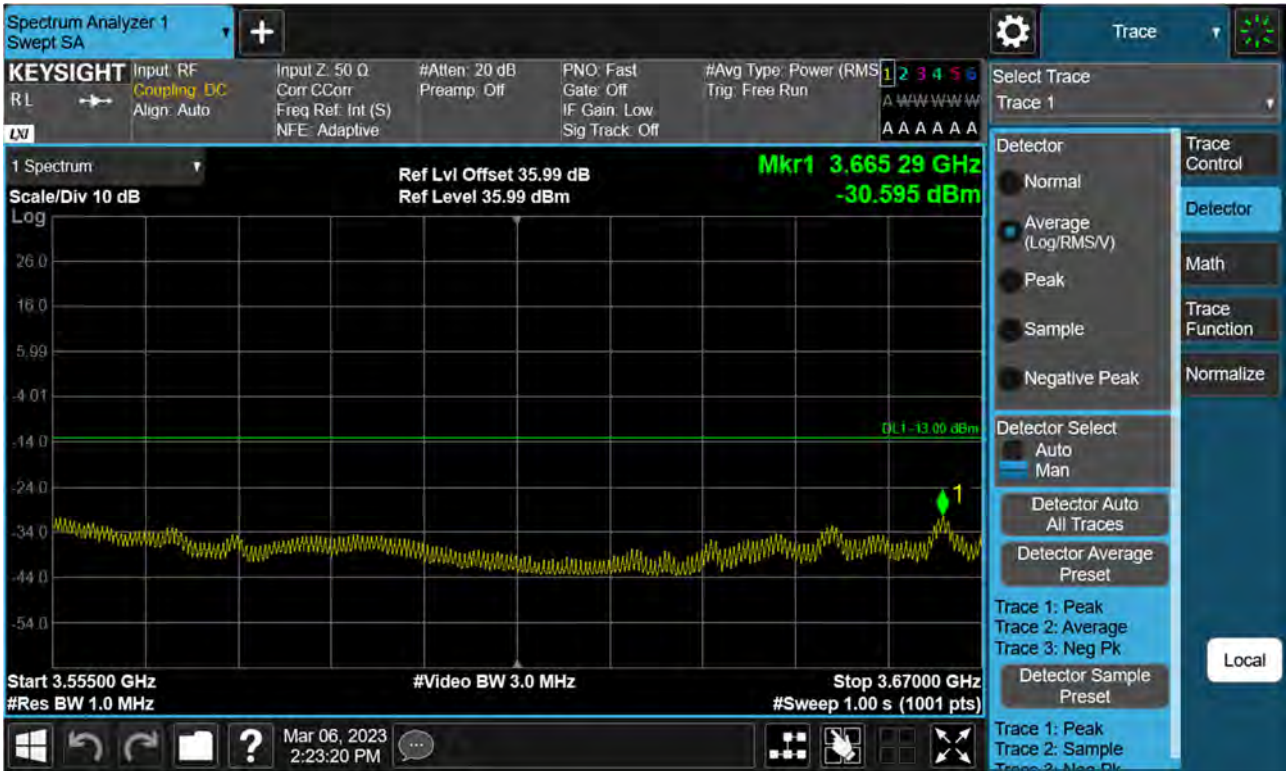 Spectrum Analyzer 1
Swept SA
+
Trace
KEYSIGHT
RL
LXI
Input: RF
Coupling: DC
Align: Auto
Input Z: 50 Ω
Corr CCorr
Freq Ref: Int (S)
NFE: Adaptive
#Atten: 20 dB
Preamp: Off
PNO: Fast
Gate: Off
IF Gain: Low
Sig Track: Off
#Avg Type: Power (RMS
Trig: Free Run
1 2 3 4 5 6
A W W W W W
A A A A A A
Select Trace
Trace 1
1 Spectrum
Scale/Div 10 dB
Log
Ref Lvl Offset 35.99 dB
Ref Level 35.99 dBm
Mkr1 3.665 29 GHz
-30.595 dBm
26.0
16.0
5.99
-4.01
-14.0
-24.0
-34.0
-44.0
-54.0
DL1 -13.00 dBm
1
Start 3.55500 GHz
#Res BW 1.0 MHz
#Video BW 3.0 MHz
Stop 3.67000 GHz
#Sweep 1.00 s (1001 pts)
Detector
Normal
Average
(Log/RMS/V)
Peak
Sample
Negative Peak
Detector Select
Auto
Man
Detector Auto
All Traces
Detector Average
Preset
Trace 1: Peak
Trace 2: Average
Trace 3: Neg Pk
Detector Sample
Preset
Trace 1: Peak
Trace 2: Sample
Trace 3: Neg Pk
Trace
Control
Detector
Math
Trace
Function
Normalize
Local
?
Mar 06, 2023
2:23:20 PM